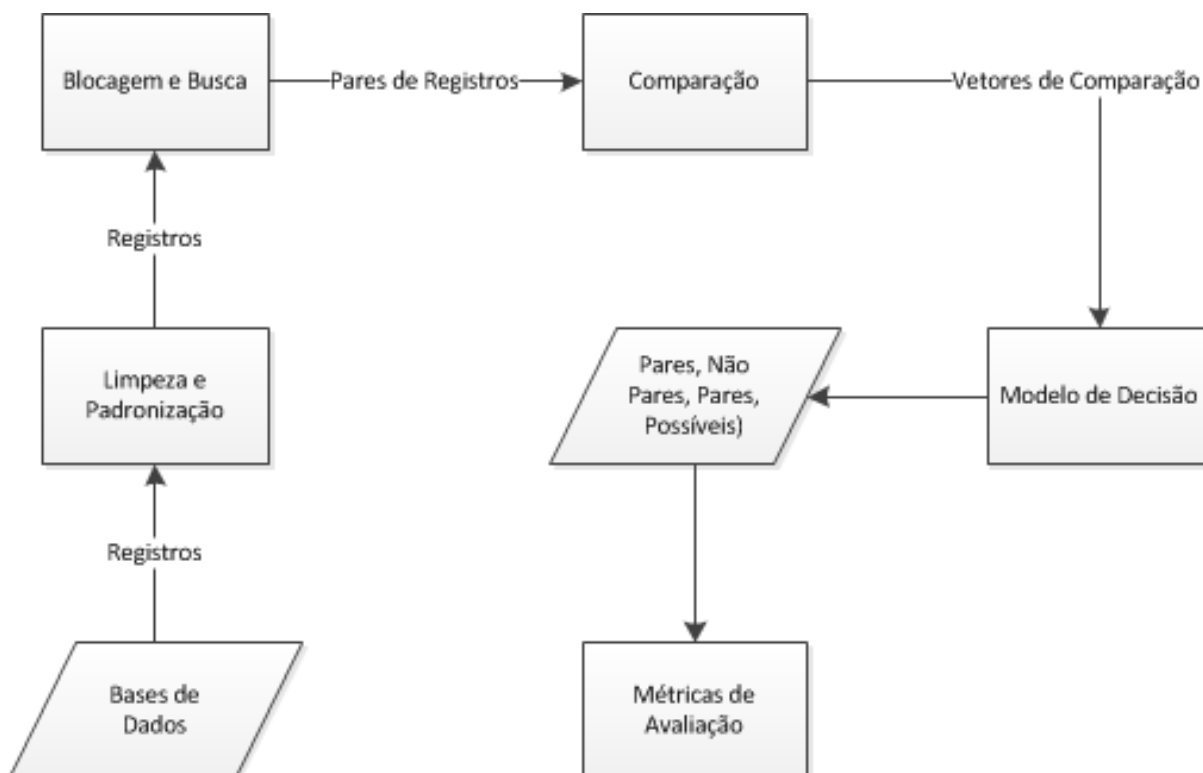 Blocagem e Busca
Pares de Registros
Comparação
Vetores de Comparação
Registros
Limpeza e
Padronização
Pares, Não
Pares, Pares,
Possíveis)
Modelo de Decisão
Registros
Bases de
Dados
Métricas de
Avaliação